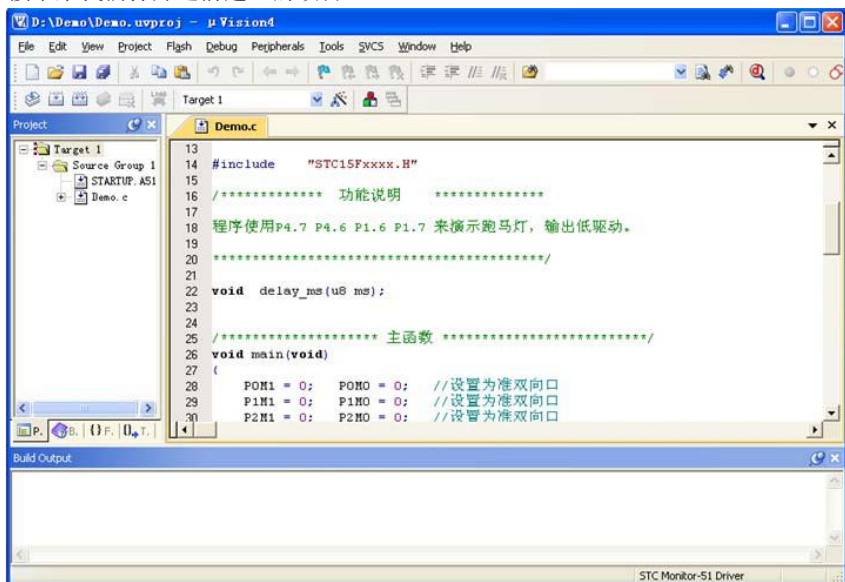 D:\Demo\Demo.uvproj - µVision4
File Edit View Project Flash Debug Peripherals Tools SVCS Window Help
Target 1
Project
Demo.c
Target 1
Source Group 1
STARTUP.A51
Demo.c
13
14 #include "STC15Fxxxx.H"
15
16 /************* 功能说明 **************
17
18 程序使用P4.7 P4.6 P1.6 P1.7 来演示跑马灯，输出低驱动。
19
20 ******************************************/
21
22 void delay_ms(u8 ms);
23
24
25 /******************** 主函数 **************************/
26 void main(void)
27 {
28 P0M1 = 0; P0M0 = 0; //设置为准双向口
29 P1M1 = 0; P1M0 = 0; //设置为准双向口
30 P2M1 = 0; P2M0 = 0; //设置为准双向口
P. B. {} F. 0 T.
Build Output
STC Monitor-51 Driver